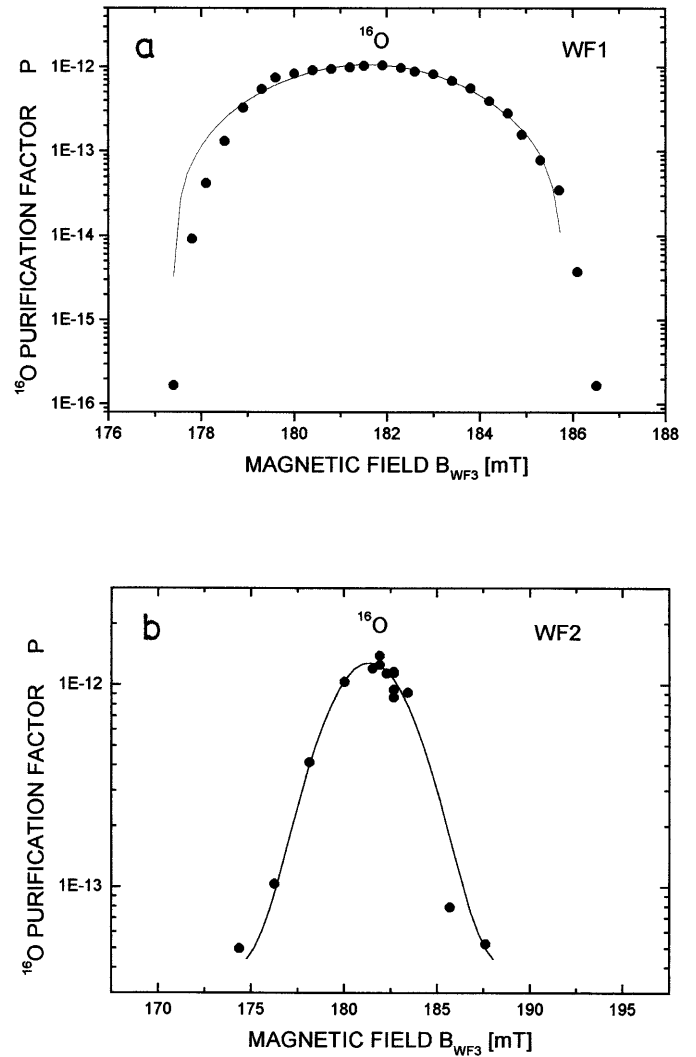 a
¹⁶O
WF1
¹⁶O PURIFICATION FACTOR P
1E-12
1E-13
1E-14
1E-15
1E-16
176 178 180 182 184 186 188
MAGNETIC FIELD B_WF3 [mT]
b
¹⁶O
WF2
¹⁶O PURIFICATION FACTOR P
1E-12
1E-13
170 175 180 185 190 195
MAGNETIC FIELD B_WF3 [mT]